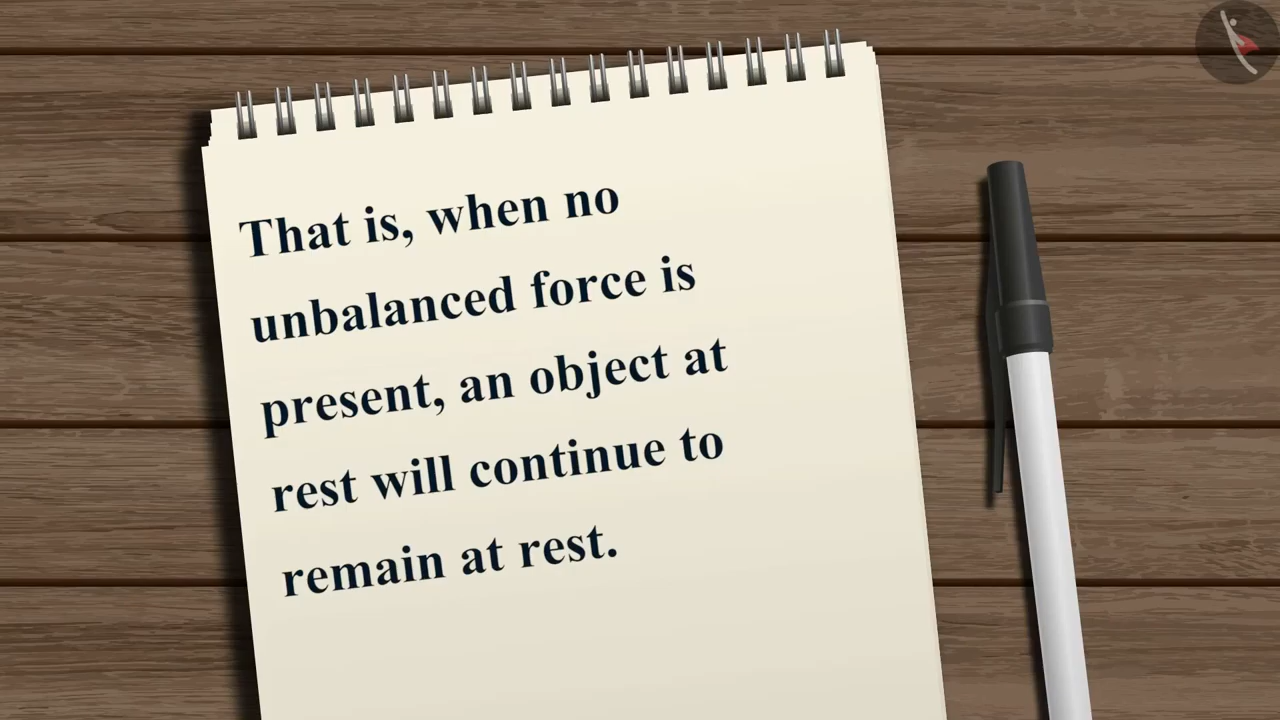 That is, when no
unbalanced force is
present, an object at
rest will continue to
remain at rest.